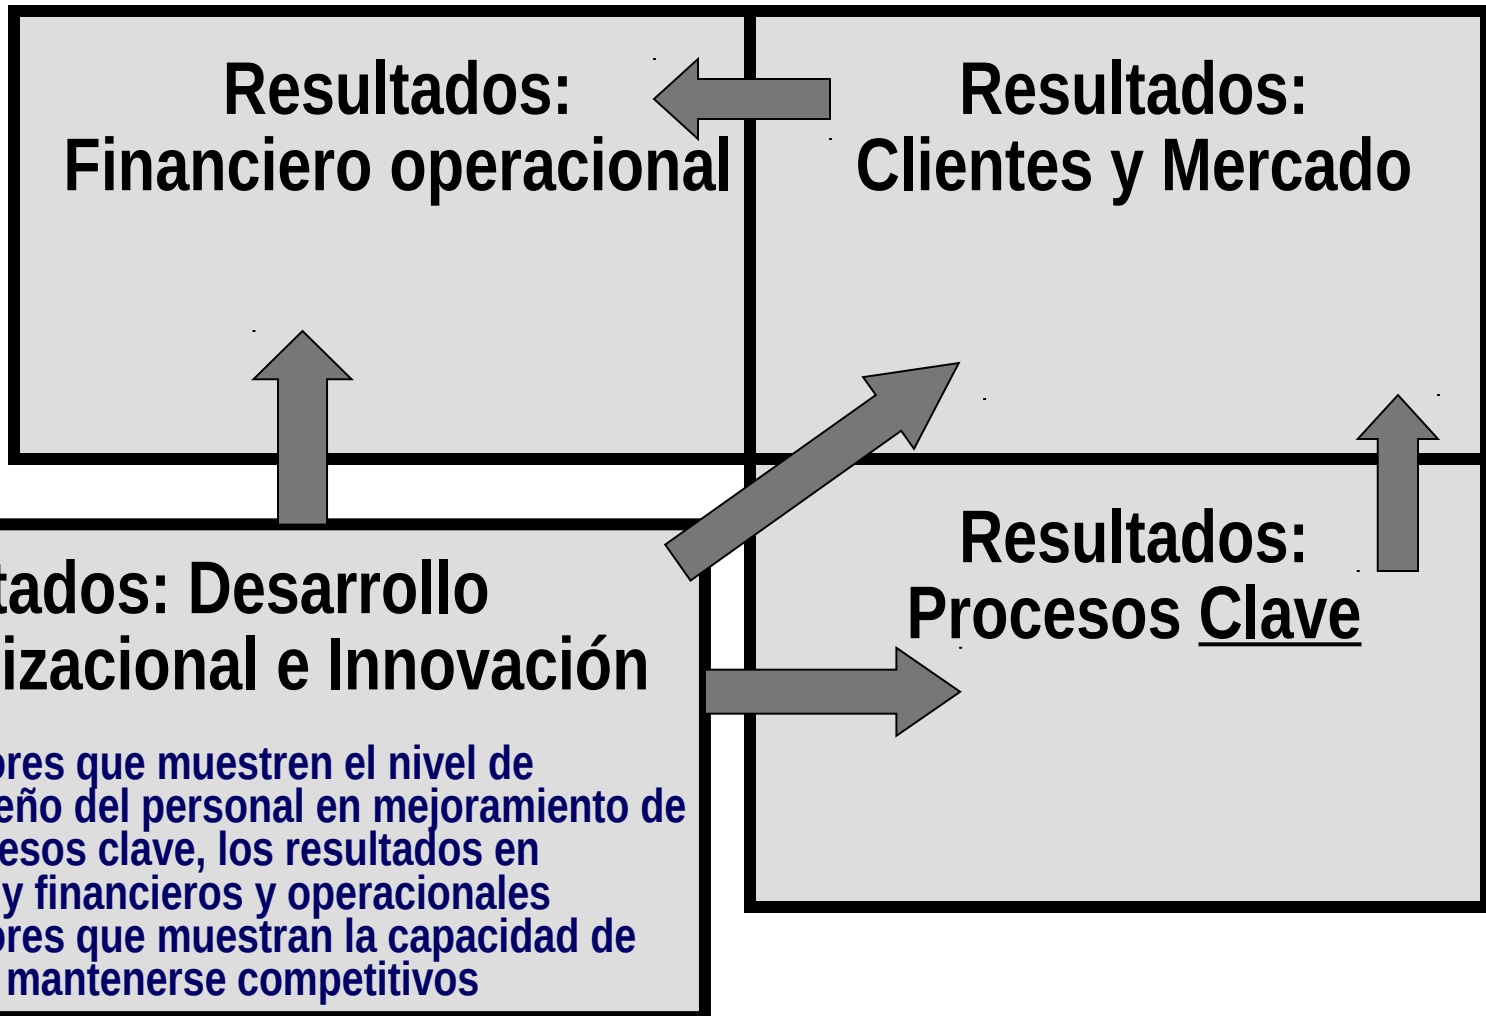 Resultados:
Financiero operacional
Resultados:
Clientes y Mercado
Resultados:
Procesos Clave
tados: Desarrollo
izacional e Innovación
ores que muestren el nivel de
eño del personal en mejoramiento de
esos clave, los resultados en
y financieros y operacionales
ores que muestran la capacidad de
mantenerse competitivos